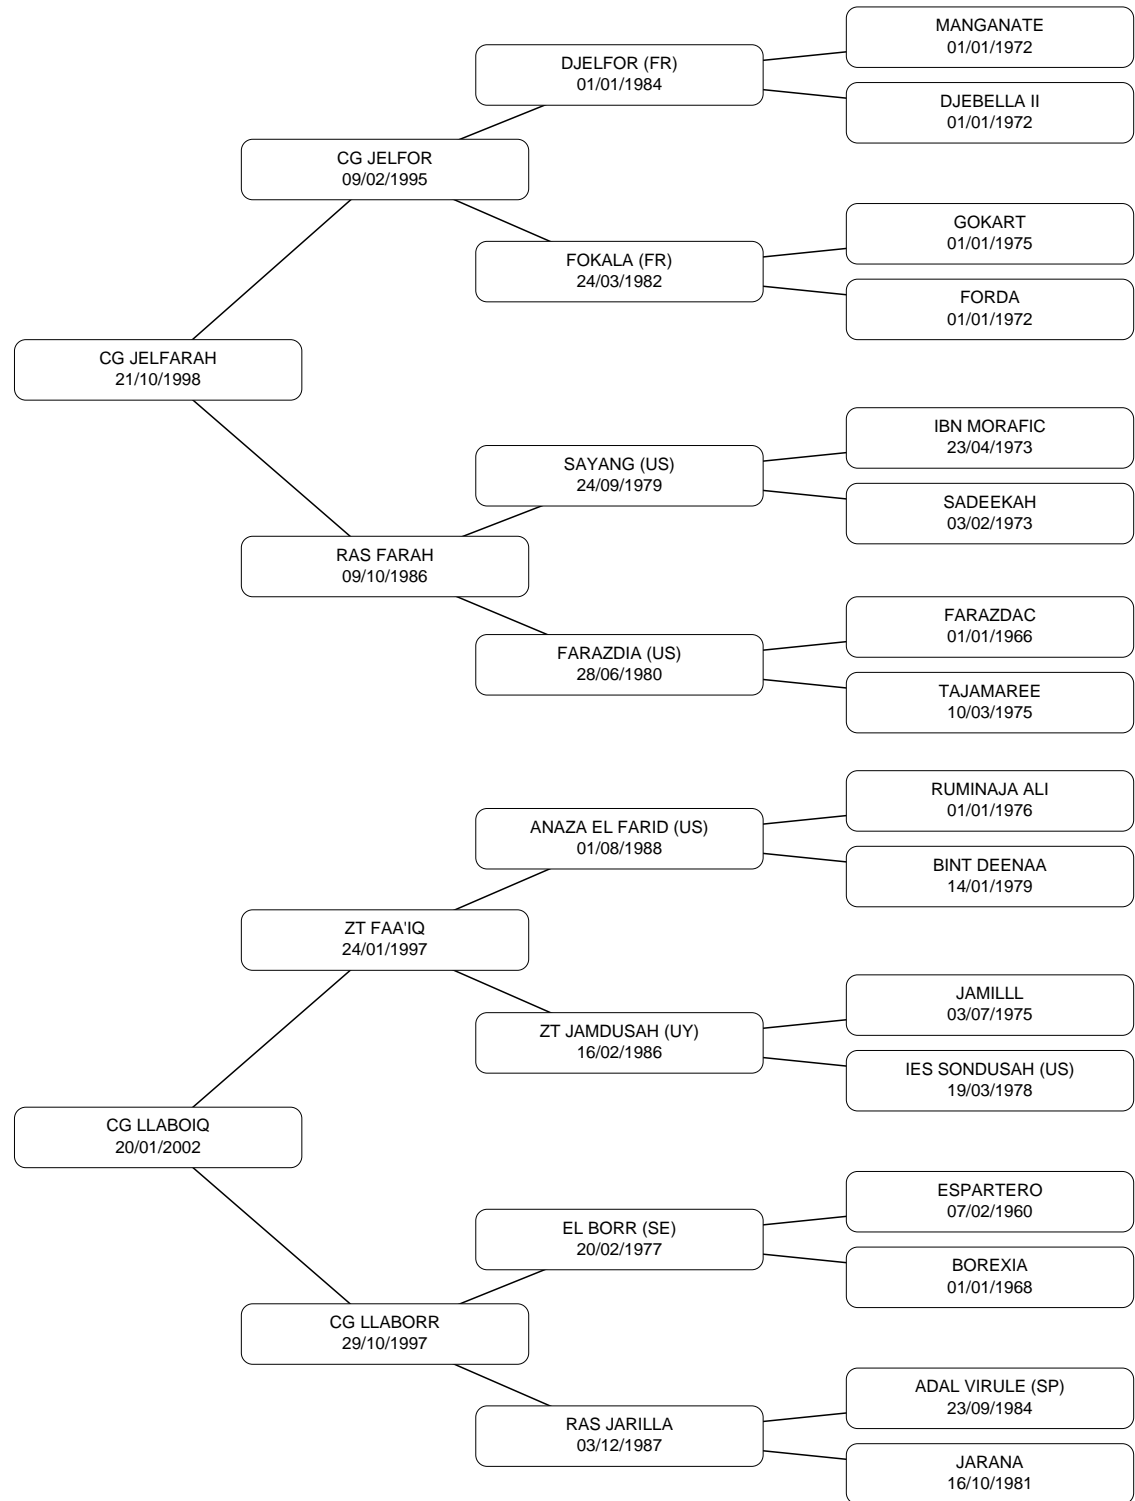 MANGANATE
01/01/1972
DJELFOR (FR)
01/01/1984
DJEBELLA II
01/01/1972
CG JELFOR
09/02/1995
GOKART
01/01/1975
FOKALA (FR)
24/03/1982
FORDA
01/01/1972
CG JELFARAH
21/10/1998
IBN MORAFIC
23/04/1973
SAYANG (US)
24/09/1979
SADEEKAH
03/02/1973
RAS FARAH
09/10/1986
FARAZDAC
01/01/1966
FARAZDIA (US)
28/06/1980
TAJAMAREE
10/03/1975
RUMINAJA ALI
01/01/1976
ANAZA EL FARID (US)
01/08/1988
BINT DEENAA
14/01/1979
ZT FAA'IQ
24/01/1997
JAMILLL
03/07/1975
ZT JAMDUSAH (UY)
16/02/1986
IES SONDUSAH (US)
19/03/1978
CG LLABOIQ
20/01/2002
ESPARTERO
07/02/1960
EL BORR (SE)
20/02/1977
BOREXIA
01/01/1968
CG LLABORR
29/10/1997
ADAL VIRULE (SP)
23/09/1984
RAS JARILLA
03/12/1987
JARANA
16/10/1981